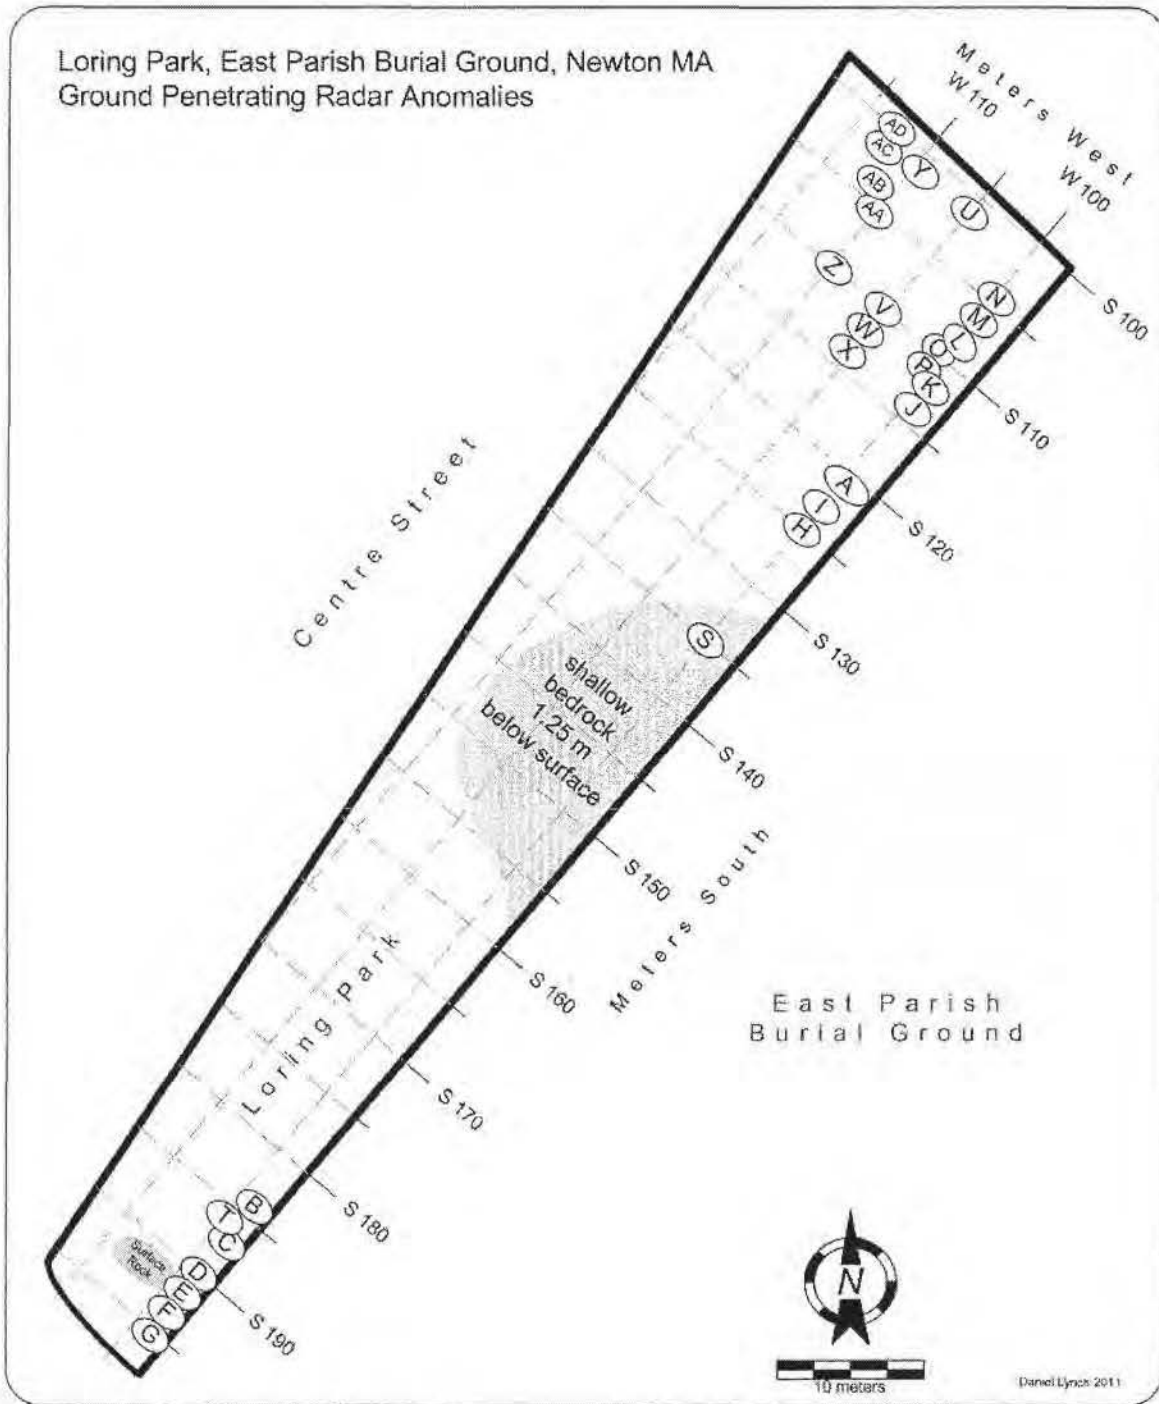 Loring Park, East Parish Burial Ground, Newton MA
Ground Penetrating Radar Anomalies
Meters West
W 110
W 100
AD
AC
Y
AB
AA
U
Z
N
V
M
W
L
X
O
P
K
J
S 100
S 110
A
I
H
S 120
Centre Street
S
S 130
shallow
bedrock
1.25 m
below surface
S 140
S 150
Meters South
S 160
Loring Park
East Parish
Burial Ground
S 170
S 180
B
T
C
Surface
Rock
D
E
F
G
S 190
N
10 meters
Daniel Lynch 2011